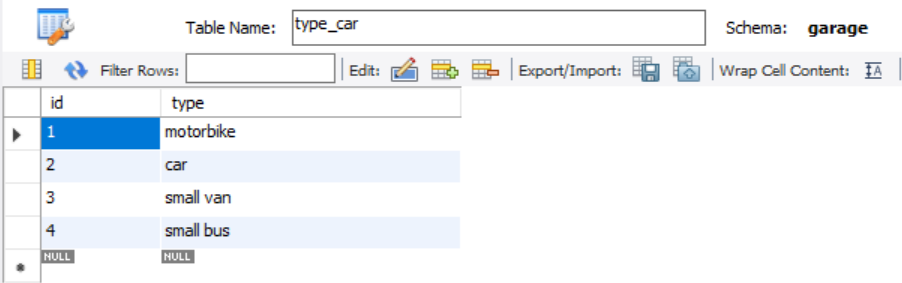 Table Name: type_car Schema: garage
Filter Rows: Edit: Export/Import: Wrap Cell Content:
id type
1 motorbike
2 car
3 small van
4 small bus
NULL NULL